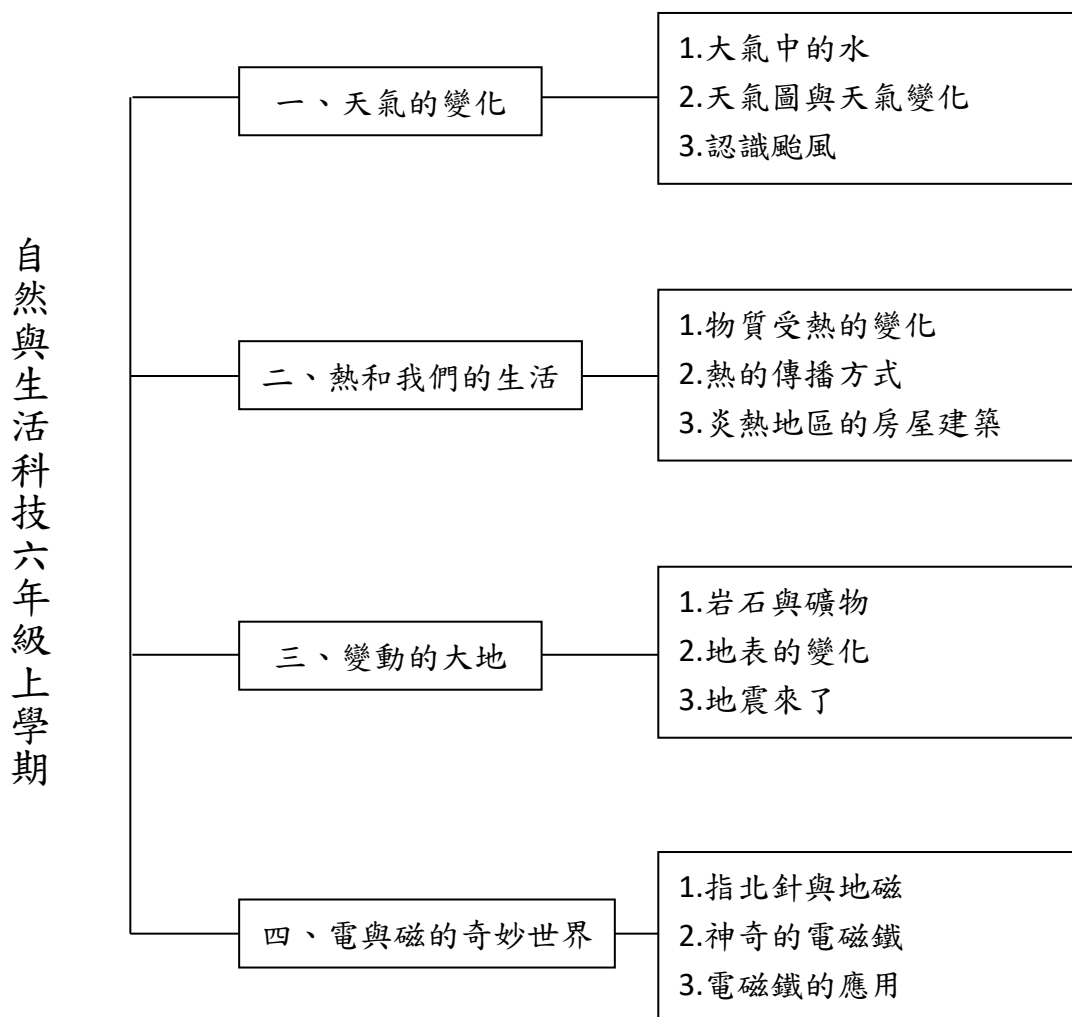 自然與生活科技六年級上學期
一、天氣的變化
1.大氣中的水
2.天氣圖與天氣變化
3.認識颱風
二、熱和我們的生活
1.物質受熱的變化
2.熱的傳播方式
3.炎熱地區的房屋建築
三、變動的大地
1.岩石與礦物
2.地表的變化
3.地震來了
四、電與磁的奇妙世界
1.指北針與地磁
2.神奇的電磁鐵
3.電磁鐵的應用